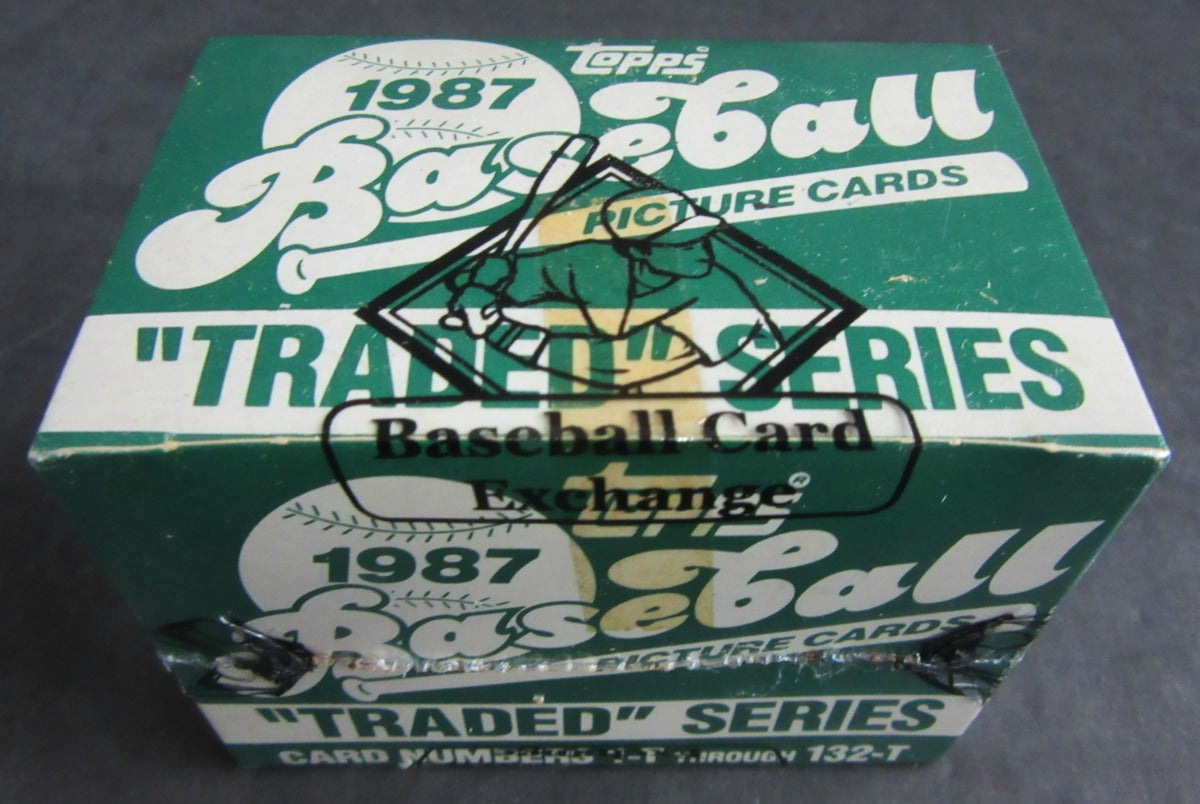 TOPPS
1987
Baseball
PICTURE CARDS
"TRADED" SERIES
Baseball Card
Exchange
TOPPS®
1987
Baseball
PICTURE CARDS
"TRADED" SERIES
CARD NUMBERS 1-T THROUGH 132-T